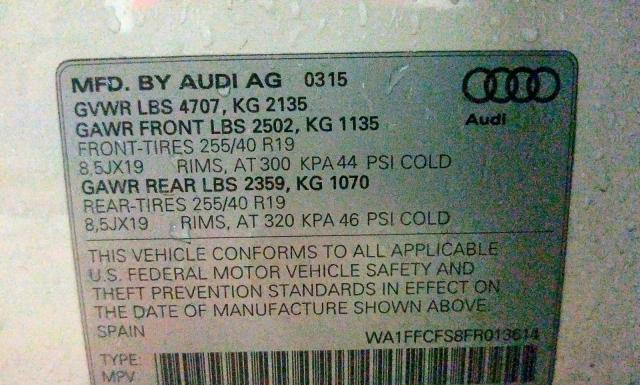 MFD. BY AUDI AG 0315
GVWR LBS 4707, KG 2135
GAWR FRONT LBS 2502, KG 1135
Audi
FRONT-TIRES 255/40 R19
8,5JX19 RIMS, AT 300 KPA 44 PSI COLD
GAWR REAR LBS 2359, KG 1070
REAR-TIRES 255/40 R19
8,5JX19 RIMS, AT 320 KPA 46 PSI COLD
THIS VEHICLE CONFORMS TO ALL APPLICABLE
U.S. FEDERAL MOTOR VEHICLE SAFETY AND
THEFT PREVENTION STANDARDS IN EFFECT ON
THE DATE OF MANUFACTURE SHOWN ABOVE.
SPAIN WA1FFCFS8FR013614
TYPE:
MPV